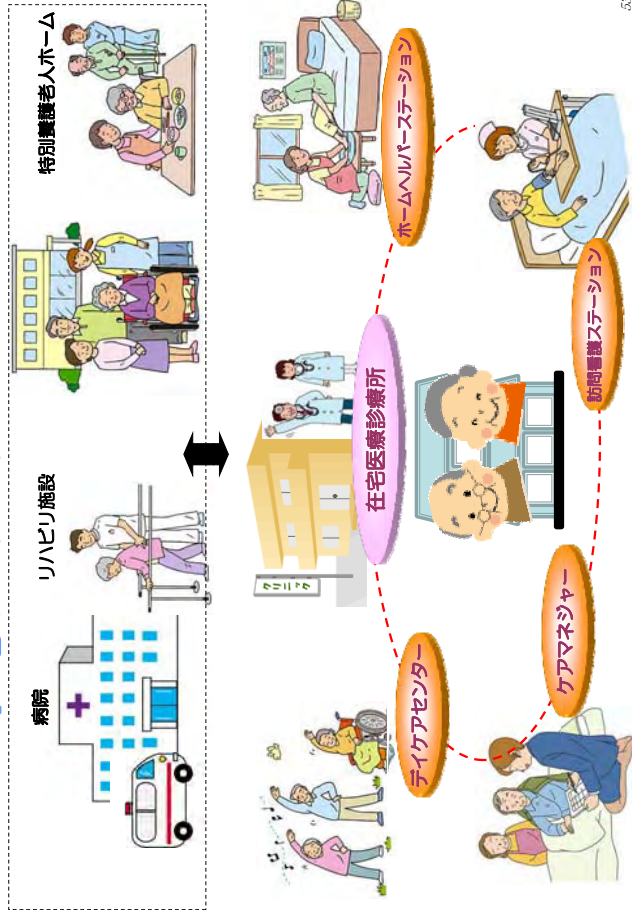 病院
リハビリ施設
特別養護老人ホーム
クリニック
在宅医療診療所
デイケアセンター
ホームヘルパーステーション
ケアマネジャー
訪問看護ステーション